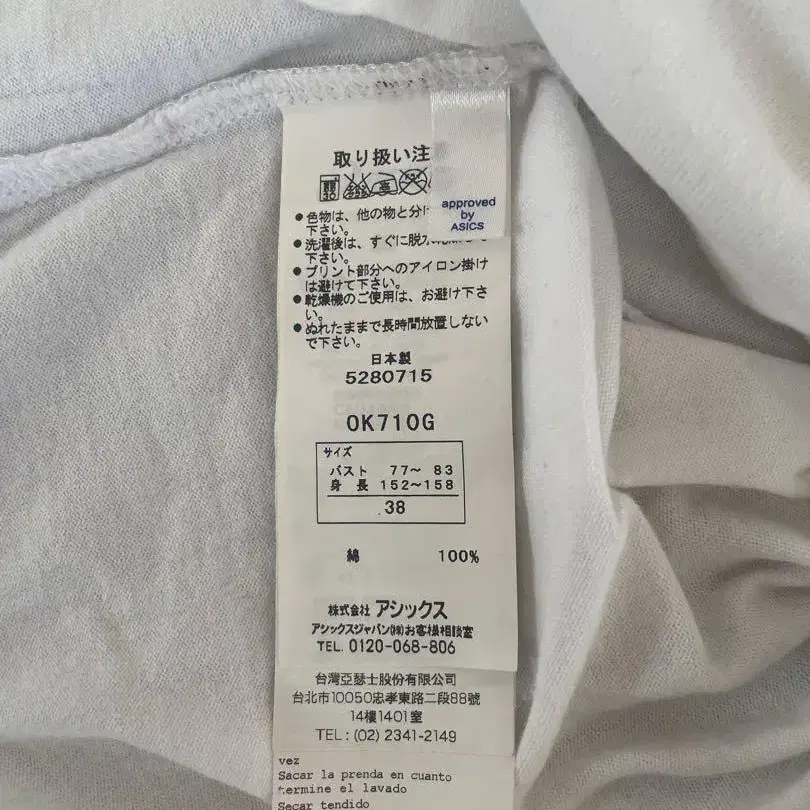 取り扱い注
approved
by
ASICS
● 色物は、他の物と分け
下さい。
● 洗濯後は、すぐに脱水
下さい。
● プリント部分へのアイロン掛け
は避けて下さい。
● 乾燥機のご使用は、お避け下さ
い。
● ぬれたままで長時間放置しない
で下さい。
日本製
5280715
OK710G
サイズ
バスト 77〜 83
身 長 152〜158
38
綿 100%
株式会社 アシックス
アシックスジャパン(株)お客様相談室
TEL. 0120-068-806
台灣亞瑟士股份有限公司
台北市10050忠孝東路二段88號
14樓1401室
TEL : (02) 2341-2149
vez
Sacar la prenda en cuanto
termine el lavado
Secar tendido